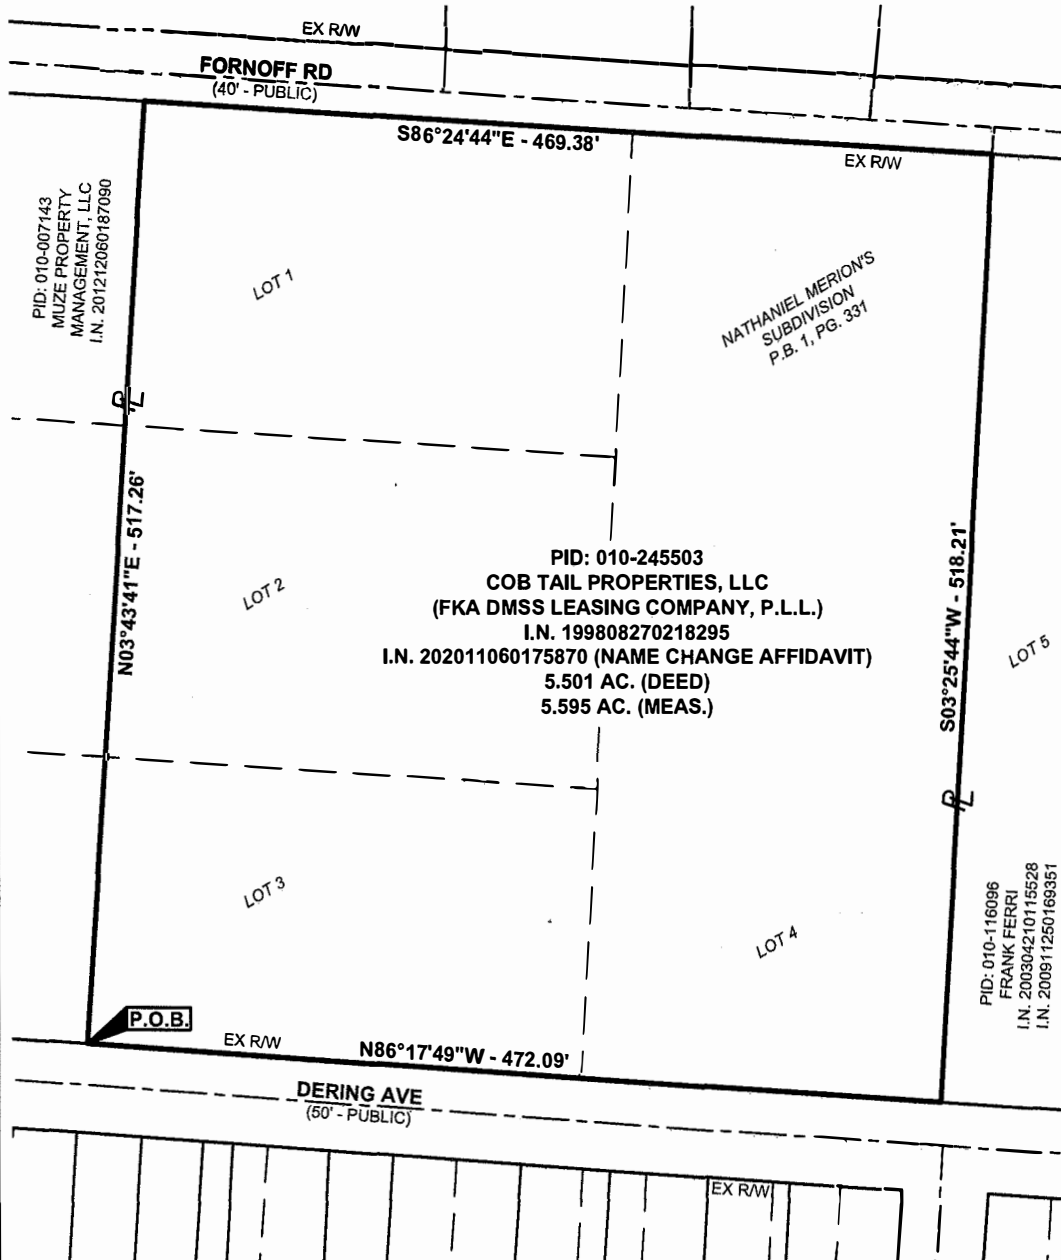 EX R/W
FORNOFF RD
(40' - PUBLIC)
S86°24'44"E - 469.38'
EX R/W
PID: 010-007143
MUZE PROPERTY
MANAGEMENT, LLC
I.N. 201212060187090
LOT 1
NATHANIEL MERION'S
SUBDIVISION
P.B. 1, PG. 331
PL
N03°43'41"E - 517.26'
LOT 2
PID: 010-245503
COB TAIL PROPERTIES, LLC
(FKA DMSS LEASING COMPANY, P.L.L.)
I.N. 199808270218295
I.N. 202011060175870 (NAME CHANGE AFFIDAVIT)
5.501 AC. (DEED)
5.595 AC. (MEAS.)
S03°25'44"W - 518.21'
LOT 5
PL
LOT 3
LOT 4
PID: 010-116096
FRANK FERRI
I.N. 200304210115528
I.N. 200911250169351
P.O.B.
EX R/W
N86°17'49"W - 472.09'
DERING AVE
(50' - PUBLIC)
EX R/W